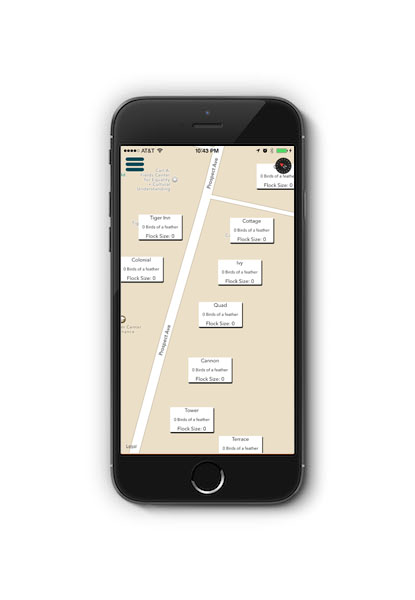 AT&T
10:43 PM
Prospect Ave
Carl A.
Fields Center
for Equality
+ Cultural
Understanding
0 Birds of a feathe
Flock Size: 0
Tiger Inn
0 Birds of a feather
Flock Size: 0
Cottage
0 Birds of a feather
Flock Size: 0
Colonial
0 Birds of a feather
Flock Size: 0
Ivy
0 Birds of a feather
Flock Size: 0
Quad
0 Birds of a feather
Flock Size: 0
Prospect Ave
Cannon
0 Birds of a feather
Flock Size: 0
Tower
0 Birds of a feather
Flock Size: 0
Terrace
0 Birds of a feather
Legal